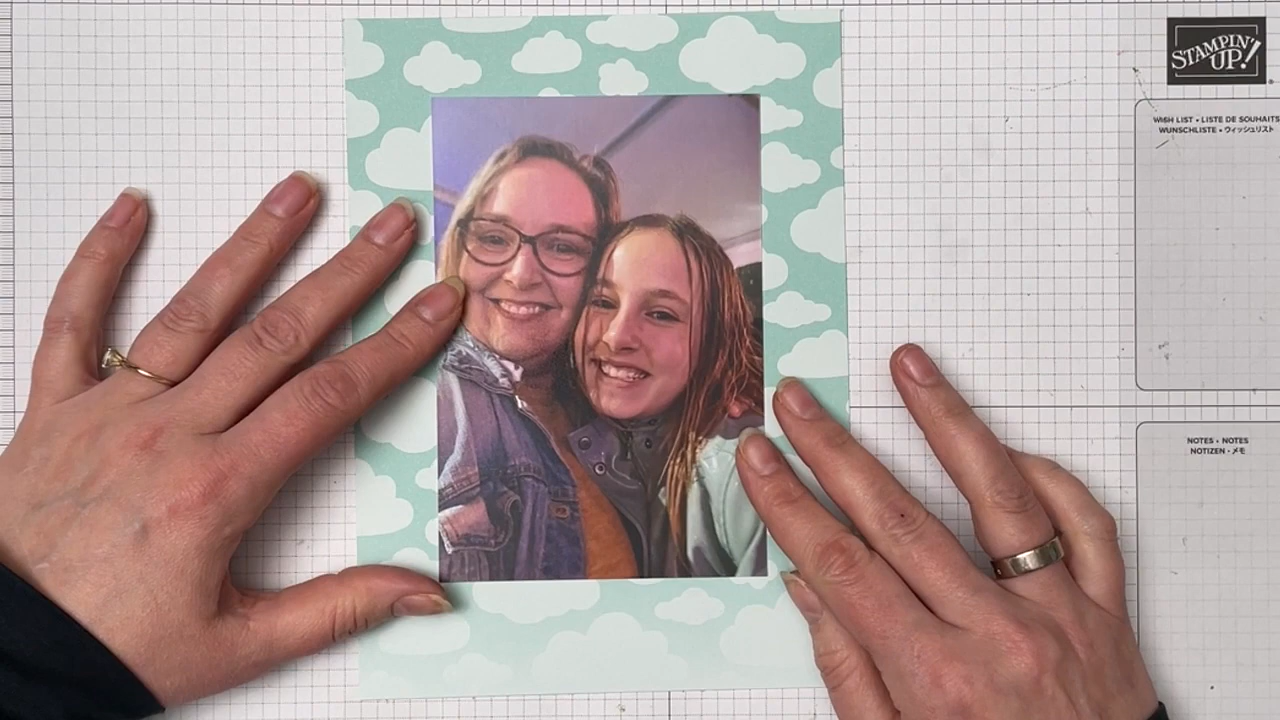 STAMPIN'
UP!
WISH LIST • LISTE DE SOUHAITS
WUNSCHLISTE • ウィッシュリスト
NOTES • NOTES
NOTIZEN • メモ